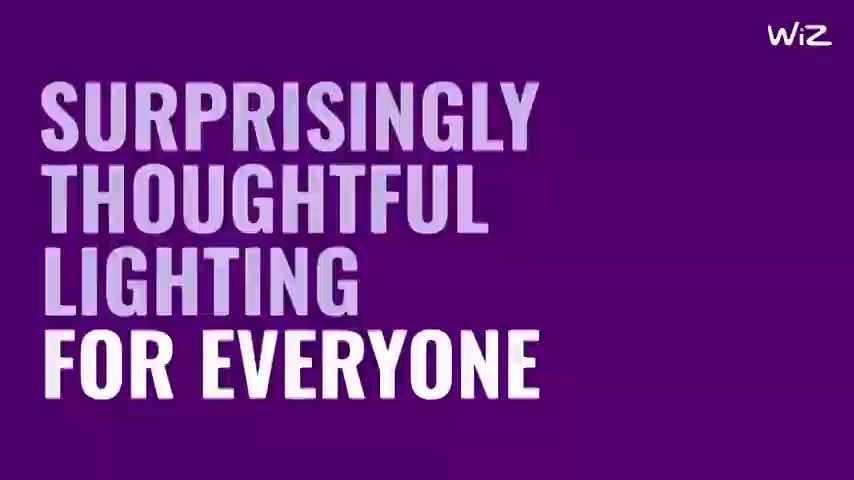 WiZ
SURPRISINGLY
THOUGHTFUL
LIGHTING
FOR EVERYONE